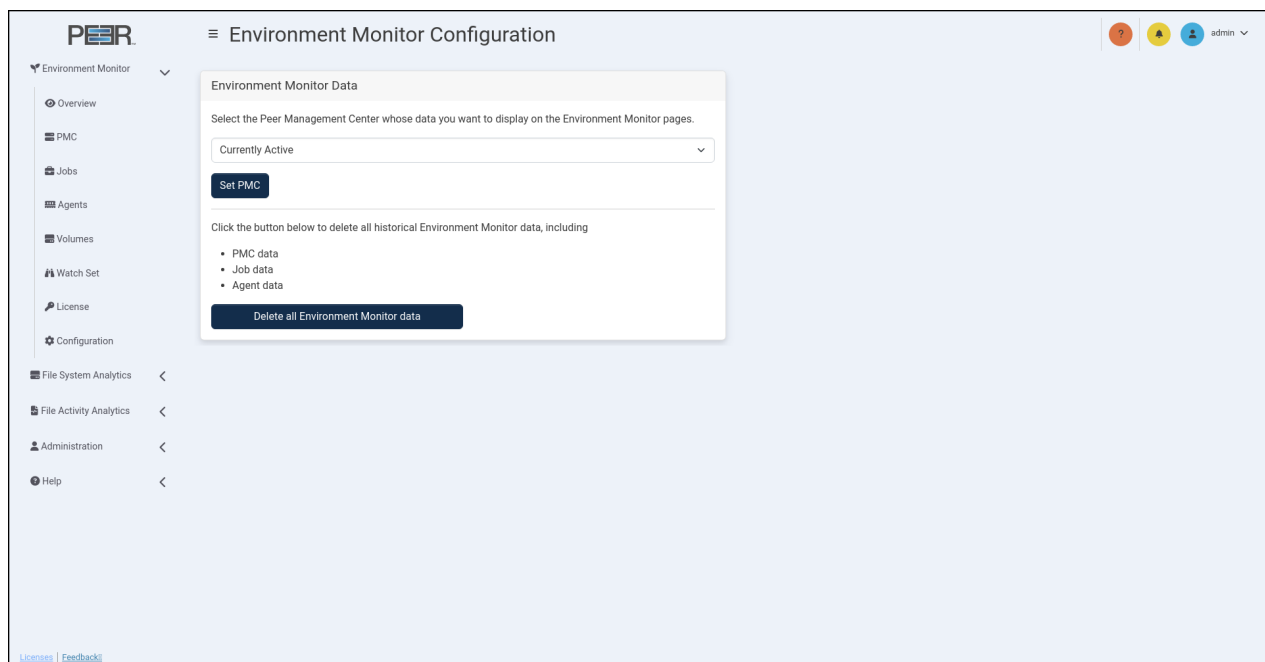 PEER
Environment Monitor Configuration
?
admin
Environment Monitor
Overview
PMC
Jobs
Agents
Volumes
Watch Set
License
Configuration
File System Analytics
File Activity Analytics
Administration
Help
Environment Monitor Data
Select the Peer Management Center whose data you want to display on the Environment Monitor pages.
Currently Active
Set PMC
Click the button below to delete all historical Environment Monitor data, including
• PMC data
• Job data
• Agent data
Delete all Environment Monitor data
Licenses | Feedback